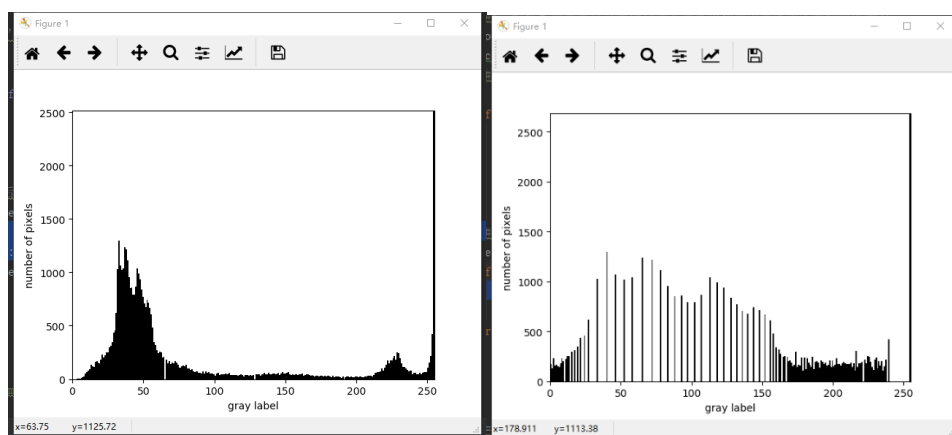 Figure 1
2500
2000
1500
1000
500
0
number of pixels
0 50 100 150 200 250
gray label
x=63.75 y=1125.72
Figure 1
2500
2000
1500
1000
500
0
number of pixels
0 50 100 150 200 250
gray label
x=178.911 y=1113.38